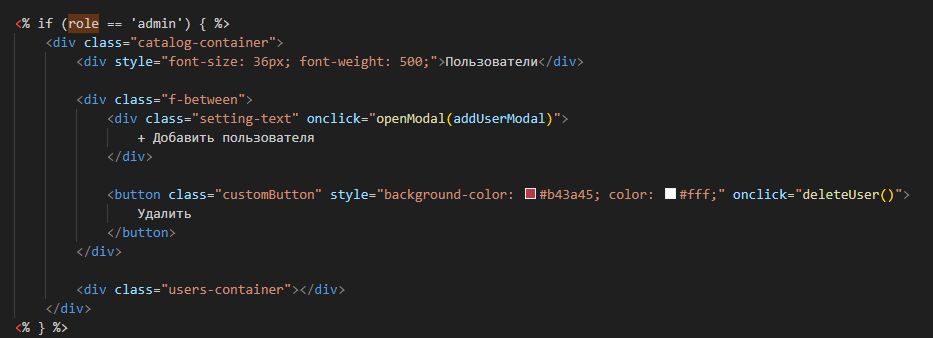 <% if (role == 'admin') { %>
<div class="catalog-container">
<div style="font-size: 36px; font-weight: 500;">Пользователи</div>
<div class="f-between">
<div class="setting-text" onclick="openModal(addUserModal)">
+ Добавить пользователя
</div>
<button class="customButton" style="background-color: #b43a45; color: #fff;" onclick="deleteUser()">
Удалить
</button>
</div>
<div class="users-container"></div>
</div>
<% } %>